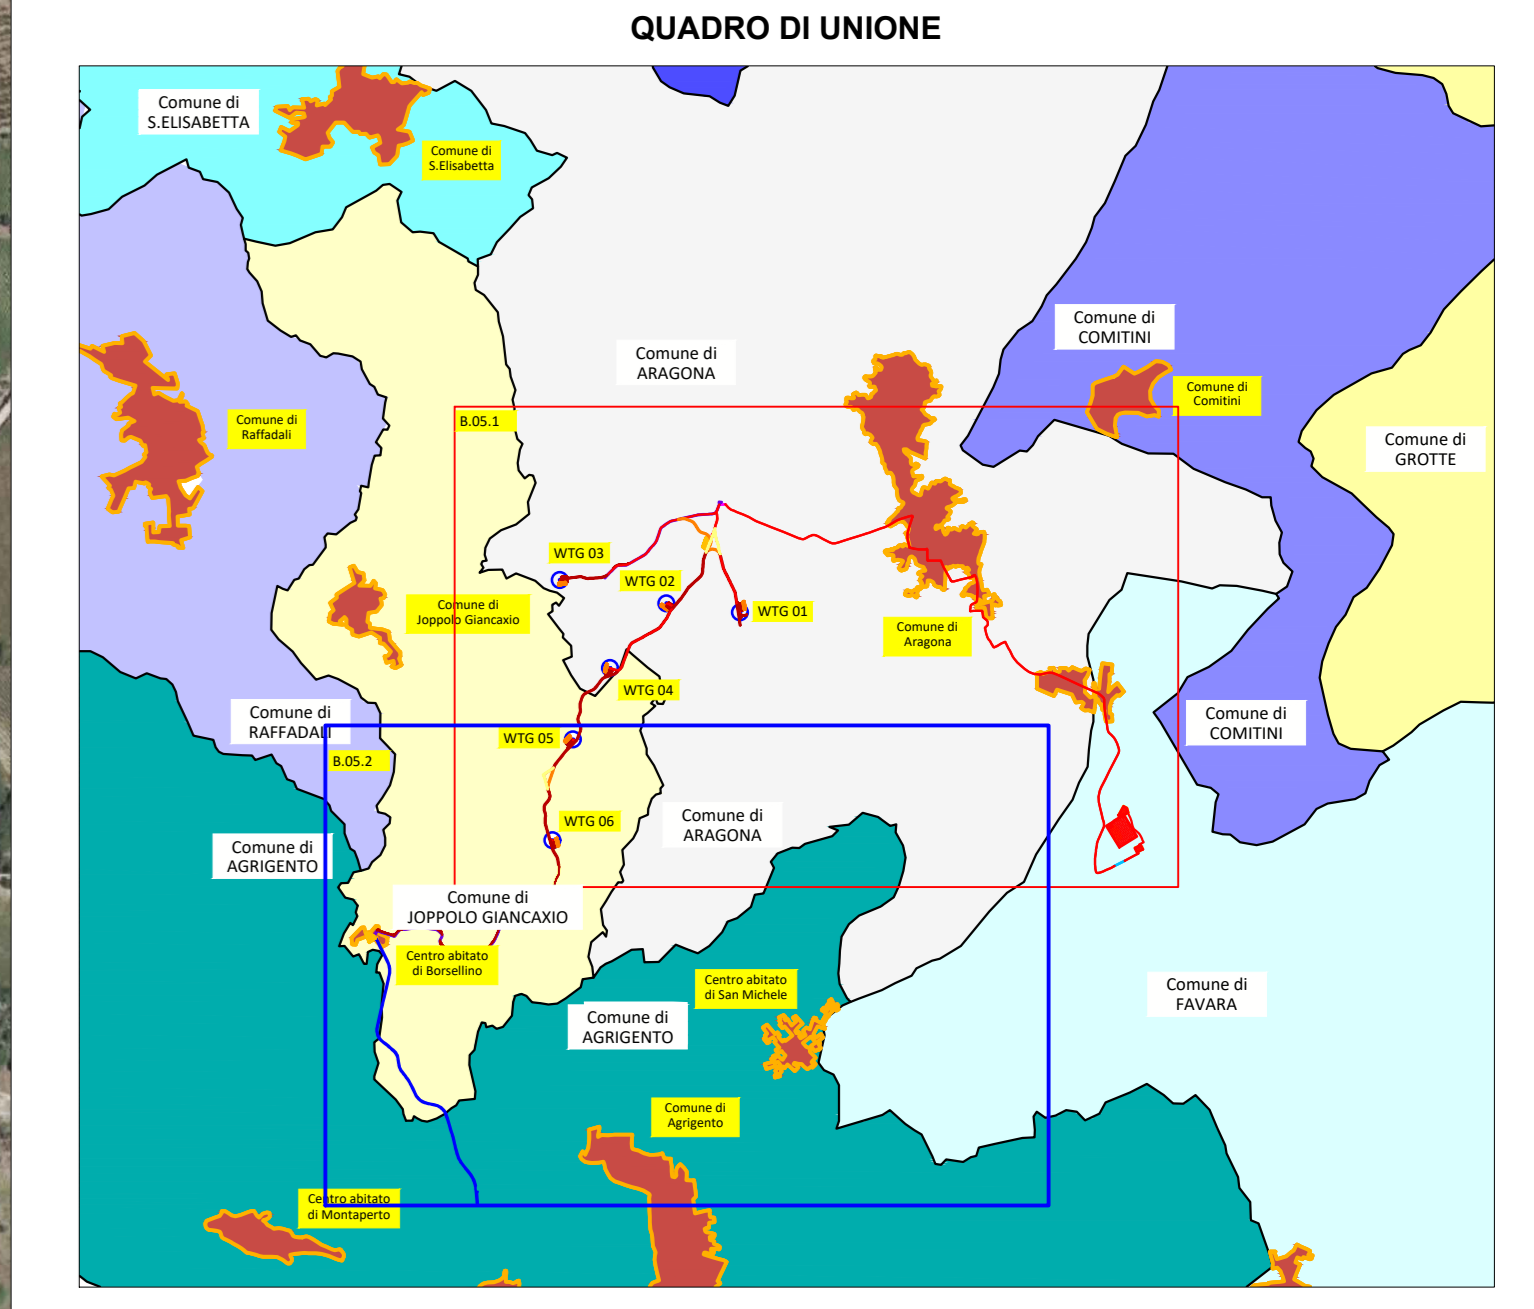 QUADRO DI UNIONE
Comune di
S.ELISABETTA
Comune di
S.Elisabetta
Comune di
COMITINI
Comune di
ARAGONA
Comune di
Comitini
Comune di
Raffadali
B.05.1
Comune di
GROTTE
WTG 03
WTG 02
Comune di
Joppolo Giancaxio
WTG 01
Comune di
Aragona
WTG 04
Comune di
RAFFADALI
Comune di
COMITINI
WTG 05
B.05.2
WTG 06
Comune di
ARAGONA
Comune di
AGRIGENTO
Comune di
JOPPOLO GIANCAXIO
Centro abitato
di Borsellino
Centro abitato
di San Michele
Comune di
FAVARA
Comune di
AGRIGENTO
Comune di
Agrigento
Centro abitato
di Montaperto